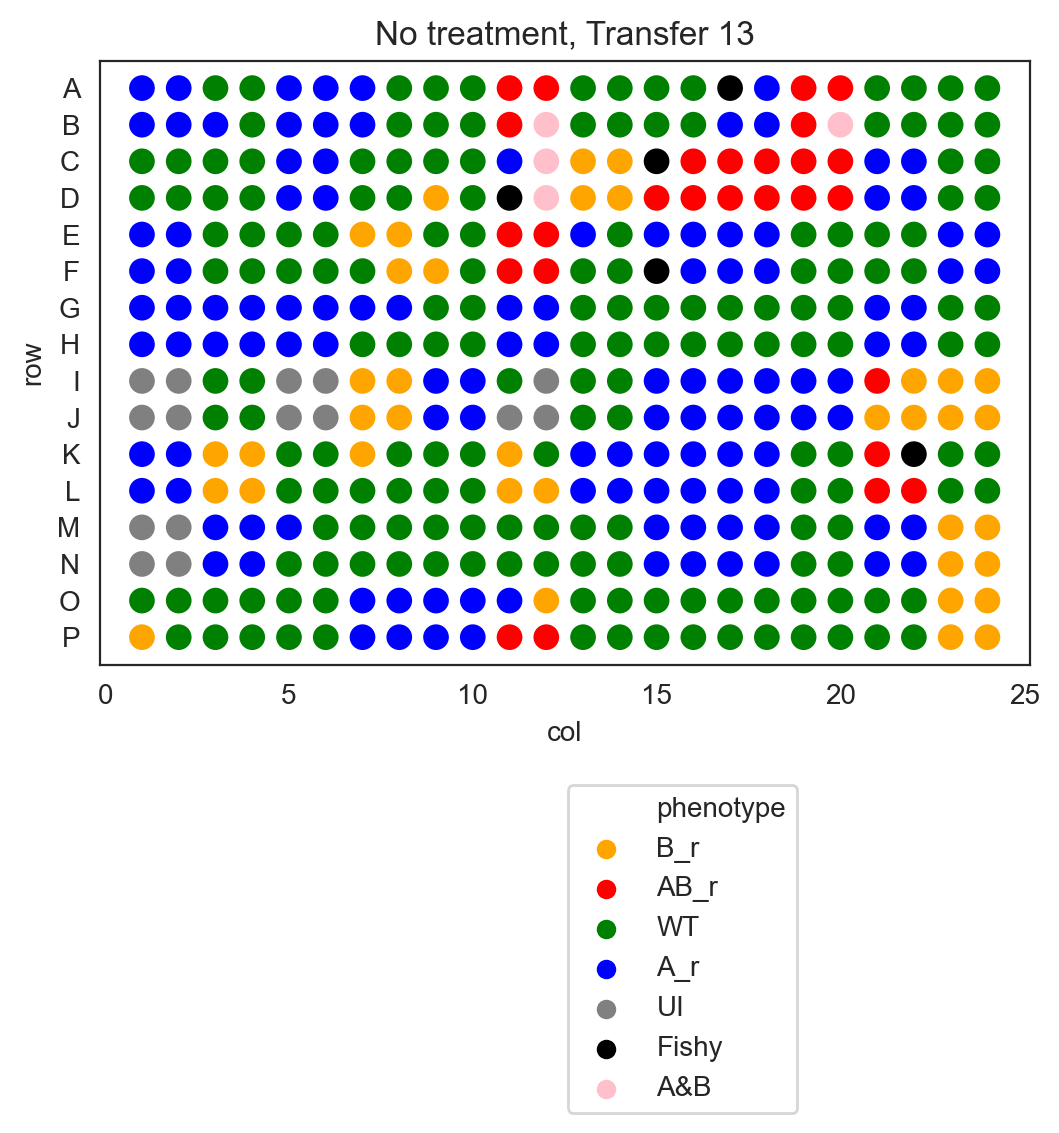 No treatment, Transfer 13
A
B
C
D
E
F
G
H
I
J
K
L
M
N
O
P
row
0 5 10 15 20 25
col
phenotype
B_r
AB_r
WT
A_r
UI
Fishy
A&B